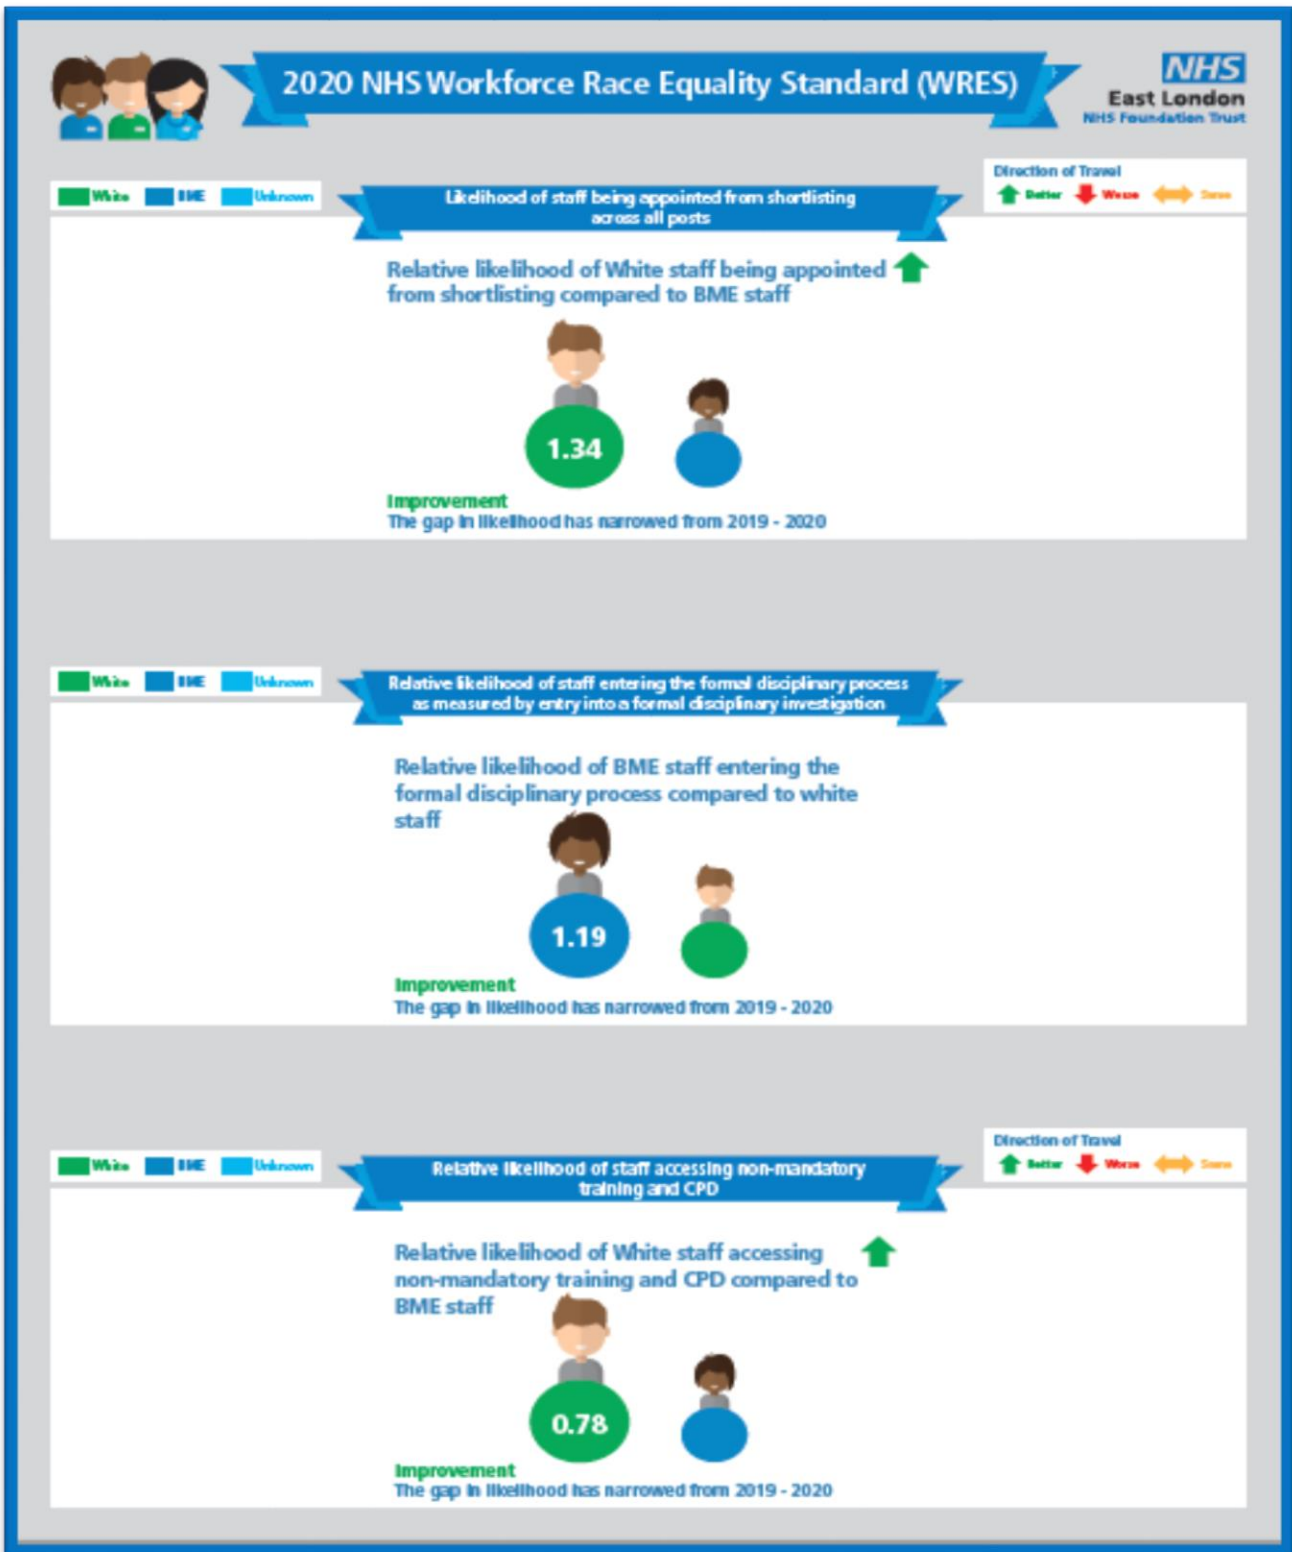 2020 NHS Workforce Race Equality Standard (WRES)
NHS
East London
NHS Foundation Trust
Direction of Travel
Better Worse Same
White BME Unknown
Likelihood of staff being appointed from shortlisting
across all posts
Relative likelihood of White staff being appointed
from shortlisting compared to BME staff
1.34
Improvement
The gap in likelihood has narrowed from 2019 - 2020
White BME Unknown
Relative likelihood of staff entering the formal disciplinary process
as measured by entry into a formal disciplinary investigation
Relative likelihood of BME staff entering the
formal disciplinary process compared to white
staff
1.19
Improvement
The gap in likelihood has narrowed from 2019 - 2020
Direction of Travel
Better Worse Same
White BME Unknown
Relative likelihood of staff accessing non-mandatory
training and CPD
Relative likelihood of White staff accessing
non-mandatory training and CPD compared to
BME staff
0.78
Improvement
The gap in likelihood has narrowed from 2019 - 2020